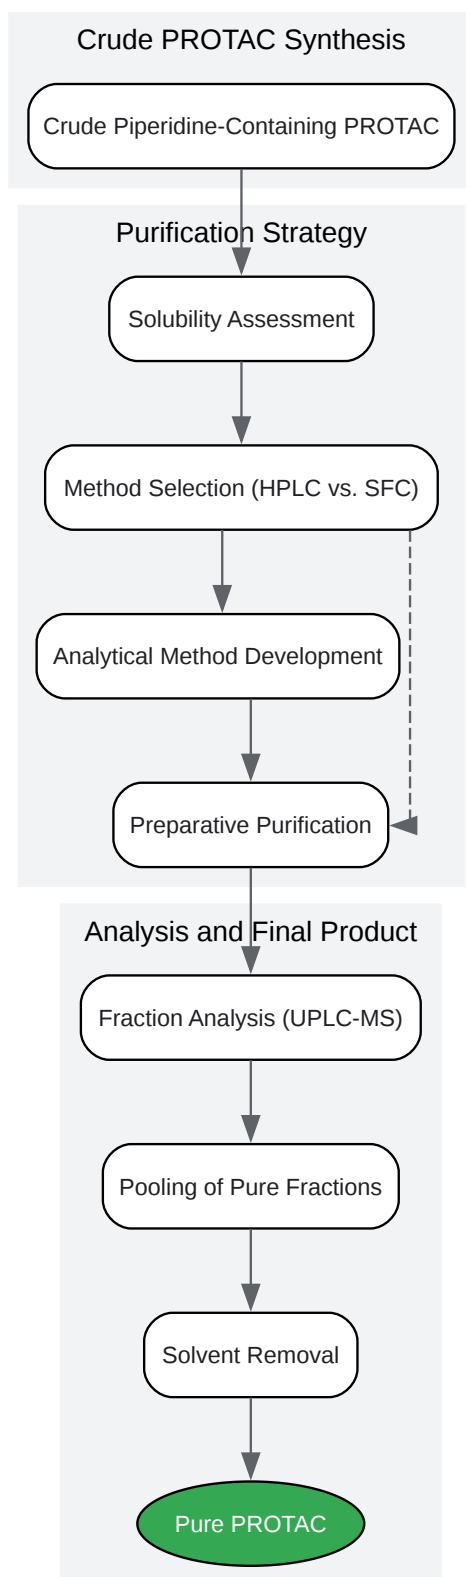 Crude PROTAC Synthesis
Crude Piperidine-Containing PROTAC
Purification Strategy
Solubility Assessment
Method Selection (HPLC vs. SFC)
Analytical Method Development
Preparative Purification
Analysis and Final Product
Fraction Analysis (UPLC-MS)
Pooling of Pure Fractions
Solvent Removal
Pure PROTAC